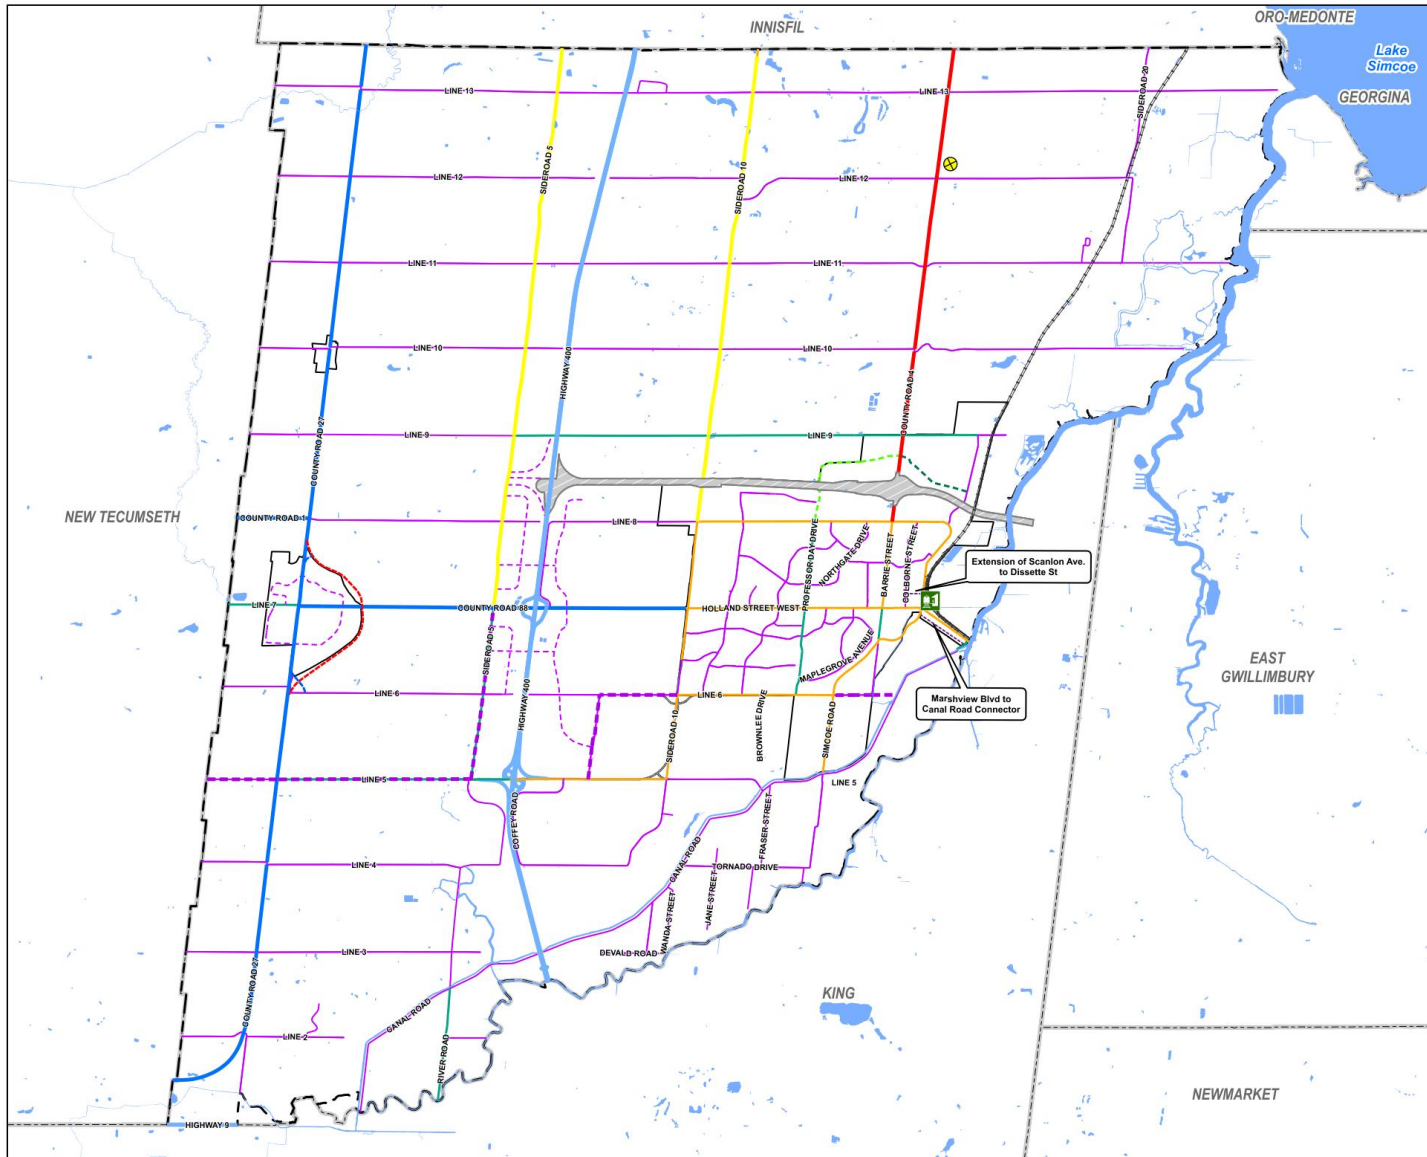 INNISFIL
ORO-MEDONTE
Lake
Simcoe
GEORGINA
LINE 13
LINE 13
SIDEROAD 20
SIDEROAD 5
SIDEROAD 10
LINE 12
LINE 12
LINE 11
LINE 11
LINE 10
LINE 10
HIGHWAY 400
COUNTY ROAD 4
COUNTY ROAD 27
LINE 9
LINE 9
NEW TECUMSETH
COUNTY ROAD 1
LINE 8
PROFESSOR DAY DRIVE
NORTHGATE DRIVE
BARRIE STREET
COLBORNE STREET
Extension of Scanlon Ave.
to Dissette St
LINE 7
COUNTY ROAD 88
HOLLAND STREET WEST
SIDEROAD 5
MAPLEGROVE AVENUE
EAST
GWILLIMBURY
LINE 6
LINE 6
HIGHWAY 400
SIDEROAD 10
BROWNLEE DRIVE
SIMCOE ROAD
Marshview Blvd to
Canal Road Connector
LINE 5
LINE 5
COFFEY ROAD
FRASER STREET
CANAL ROAD
LINE 4
TORNADO DRIVE
JANE STREET
WANDA STREET
LINE 3
DEVALD ROAD
COUNTY ROAD 27
KING
CANAL ROAD
LINE 2
RIVER ROAD
NEWMARKET
HIGHWAY 9